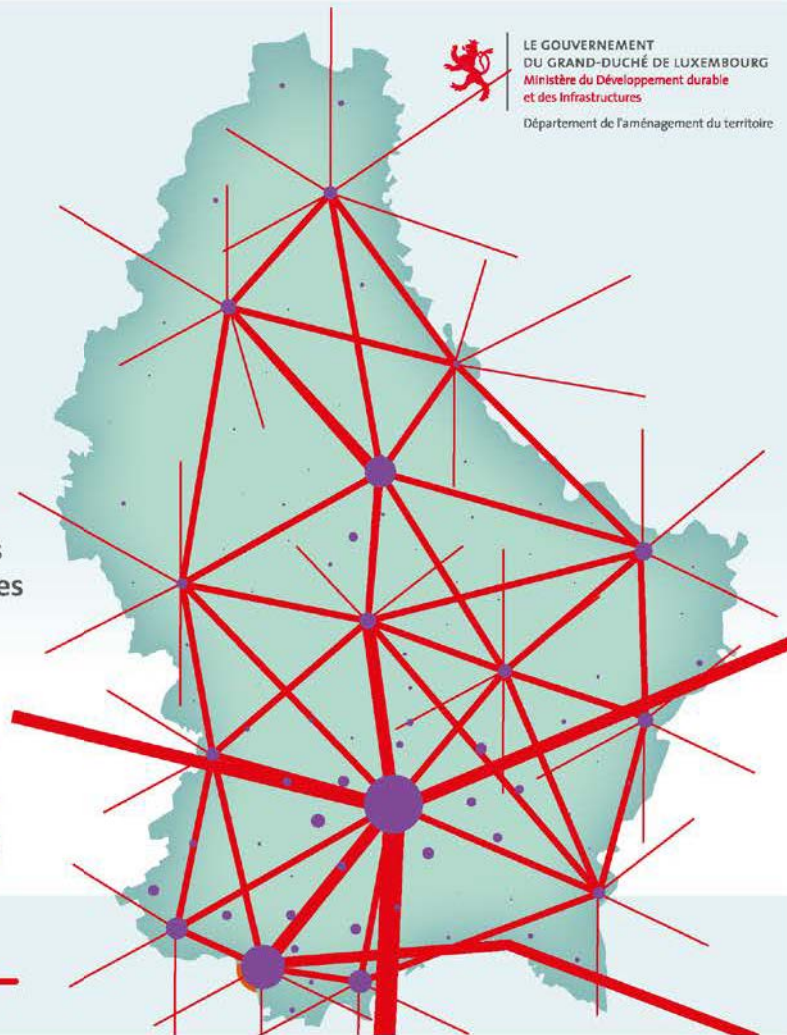 LE GOUVERNEMENT
DU GRAND-DUCHÉ DE LUXEMBOURG
Ministère du Développement durable
et des Infrastructures
Département de l'aménagement du territoire